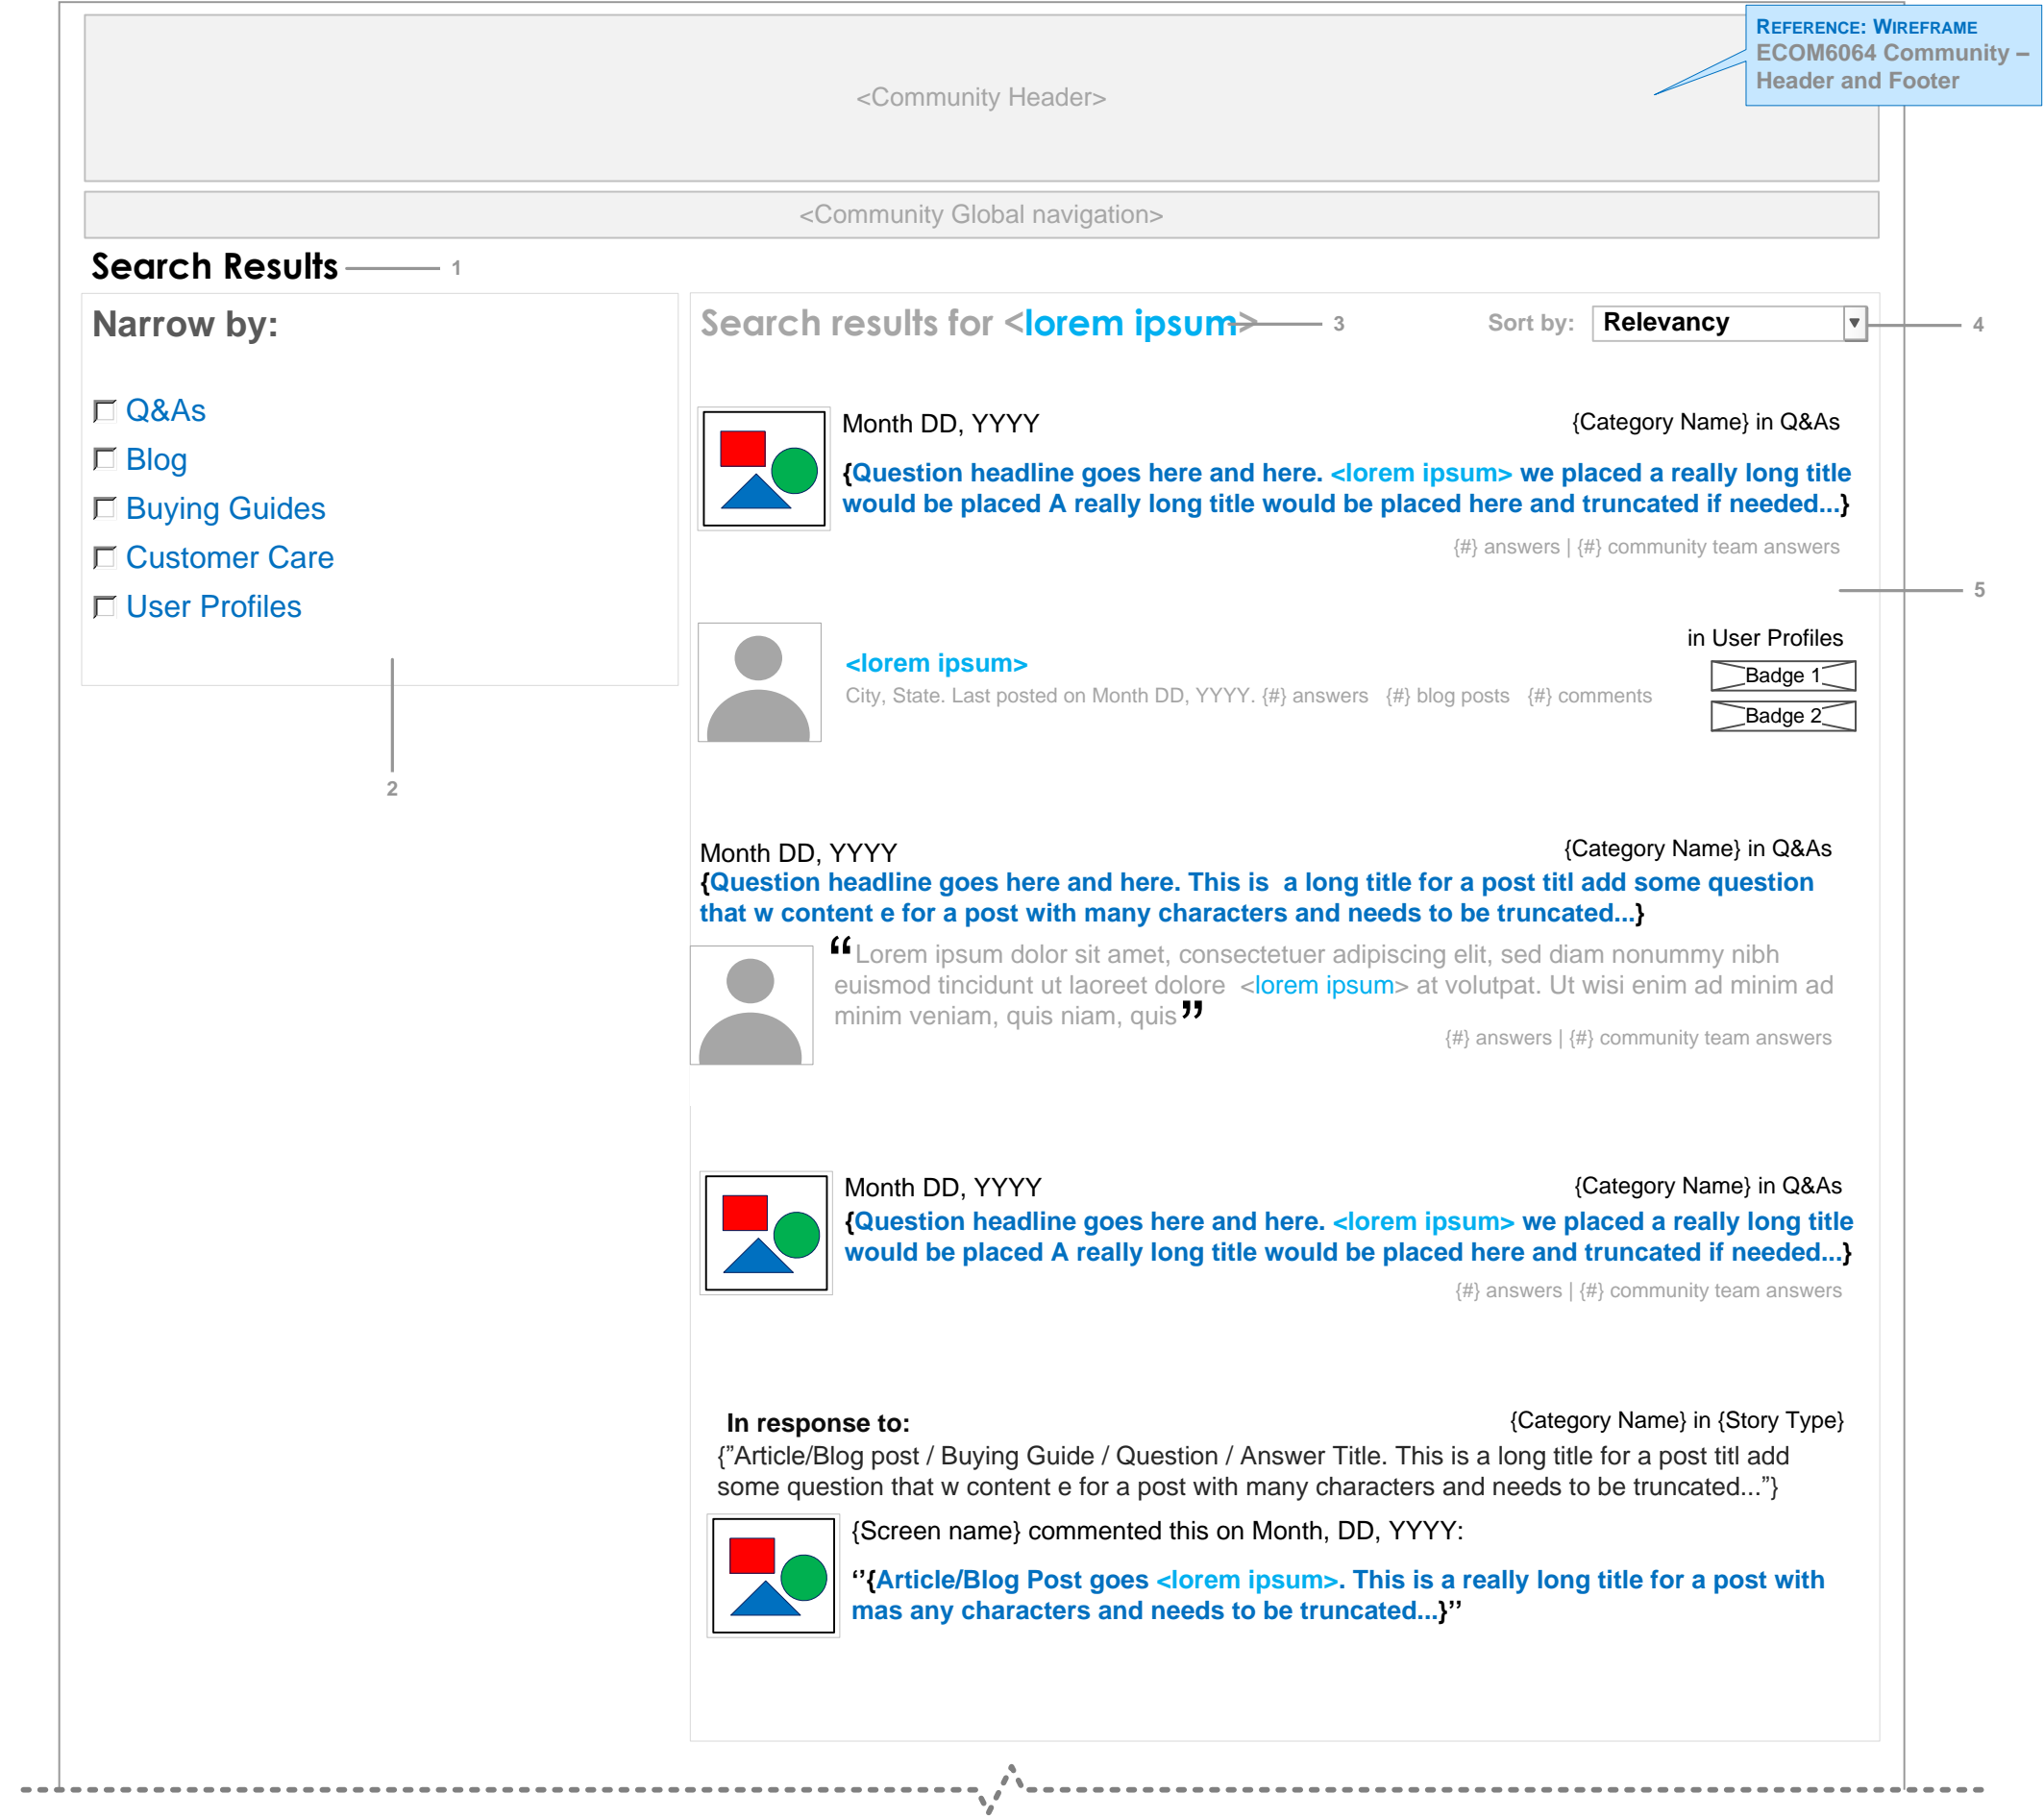 REFERENCE: WIREFRAME
ECOM6064 Community –
Header and Footer
<Community Header>
<Community Global navigation>
Search Results
1
Narrow by:
Q&As
Blog
Buying Guides
Customer Care
User Profiles
2
Search results for <lorem ipsum>
3
Sort by:
Relevancy
4
Month DD, YYYY
{Category Name} in Q&As
{Question headline goes here and here. <lorem ipsum> we placed a really long title
would be placed A really long title would be placed here and truncated if needed...}
{#} answers | {#} community team answers
5
in User Profiles
<lorem ipsum>
Badge 1
City, State. Last posted on Month DD, YYYY. {#} answers {#} blog posts {#} comments
Badge 2
Month DD, YYYY
{Category Name} in Q&As
{Question headline goes here and here. This is a long title for a post titl add some question
that w content e for a post with many characters and needs to be truncated...}
“Lorem ipsum dolor sit amet, consectetuer adipiscing elit, sed diam nonummy nibh
euismod tincidunt ut laoreet dolore <lorem ipsum> at volutpat. Ut wisi enim ad minim ad
minim veniam, quis niam, quis”
{#} answers | {#} community team answers
Month DD, YYYY
{Category Name} in Q&As
{Question headline goes here and here. <lorem ipsum> we placed a really long title
would be placed A really long title would be placed here and truncated if needed...}
{#} answers | {#} community team answers
In response to:
{Category Name} in {Story Type}
{”Article/Blog post / Buying Guide / Question / Answer Title. This is a long title for a post titl add
some question that w content e for a post with many characters and needs to be truncated...”}
{Screen name} commented this on Month, DD, YYYY:
‘’{Article/Blog Post goes <lorem ipsum>. This is a really long title for a post with
mas any characters and needs to be truncated...}’’